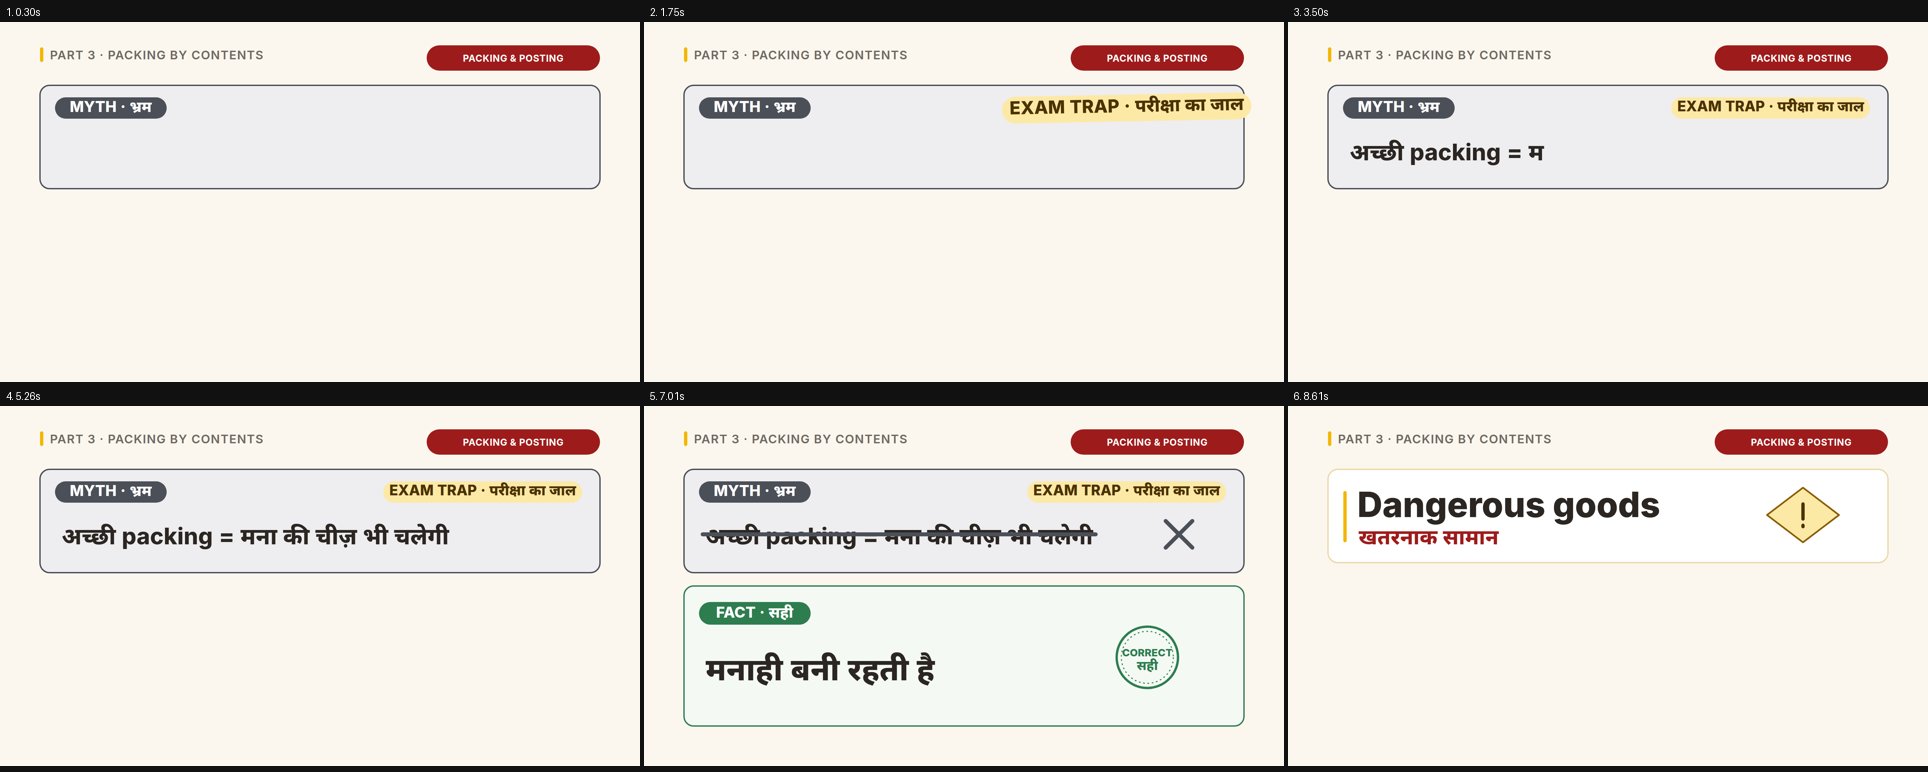 1. 0.30s
PART 3 · PACKING BY CONTENTS
PACKING & POSTING
MYTH · भ्रम
2. 1.75s
PART 3 · PACKING BY CONTENTS
PACKING & POSTING
MYTH · भ्रम
EXAM TRAP · परीक्षा का जाल
3. 3.50s
PART 3 · PACKING BY CONTENTS
PACKING & POSTING
MYTH · भ्रम
EXAM TRAP · परीक्षा का जाल
अच्छी packing = म
4. 5.26s
PART 3 · PACKING BY CONTENTS
PACKING & POSTING
MYTH · भ्रम
EXAM TRAP · परीक्षा का जाल
अच्छी packing = मना की चीज़ भी चलेगी
5. 7.01s
PART 3 · PACKING BY CONTENTS
PACKING & POSTING
MYTH · भ्रम
EXAM TRAP · परीक्षा का जाल
अच्छी packing = मना की चीज़ भी चलेगी
FACT · सही
मनाही बनी रहती है
CORRECT
सही
6. 8.61s
PART 3 · PACKING BY CONTENTS
PACKING & POSTING
Dangerous goods
खतरनाक सामान
!